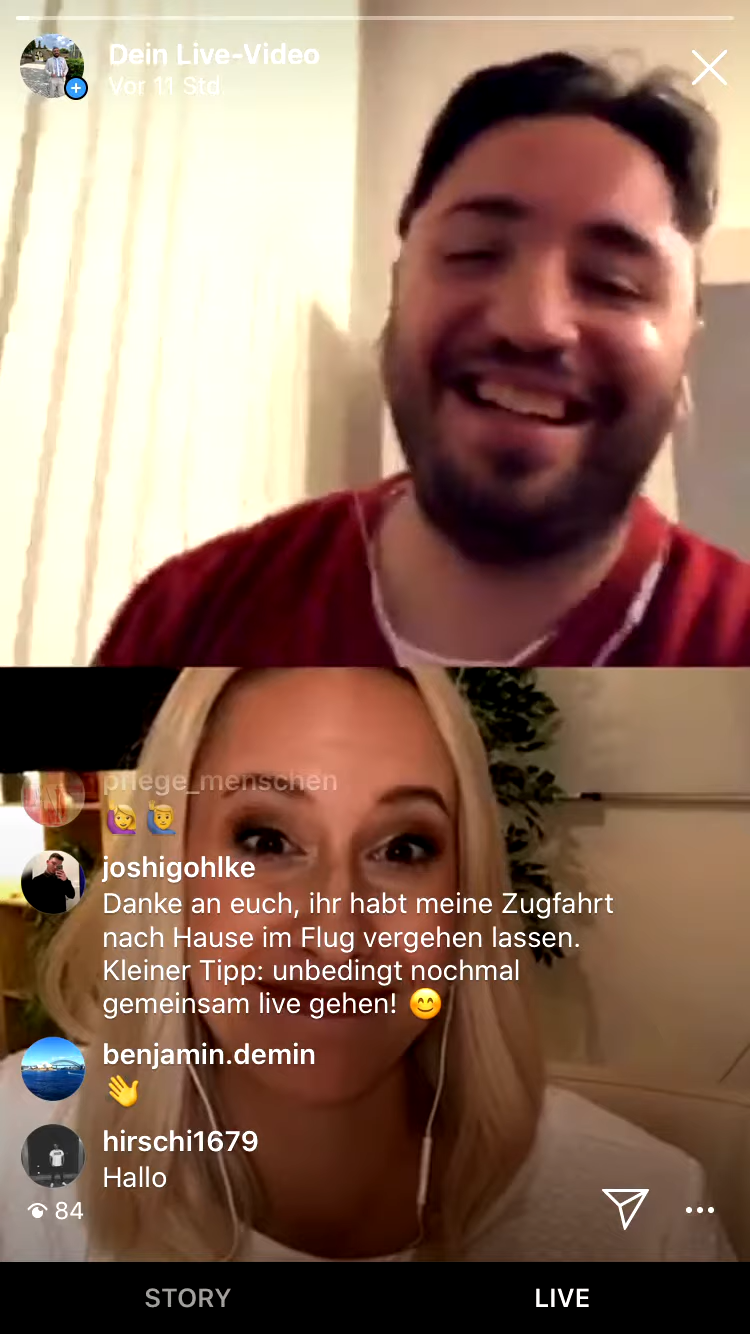 Dein Live-Video
Vor 11 Std.
pflege_menschen
🙋‍♀️ 🙋‍♂️
joshigohlke
Danke an euch, ihr habt meine Zugfahrt
nach Hause im Flug vergehen lassen.
Kleiner Tipp: unbedingt nochmal
gemeinsam live gehen! 😊
benjamin.demin
👋
hirschi1679
Hallo
84
STORY
LIVE